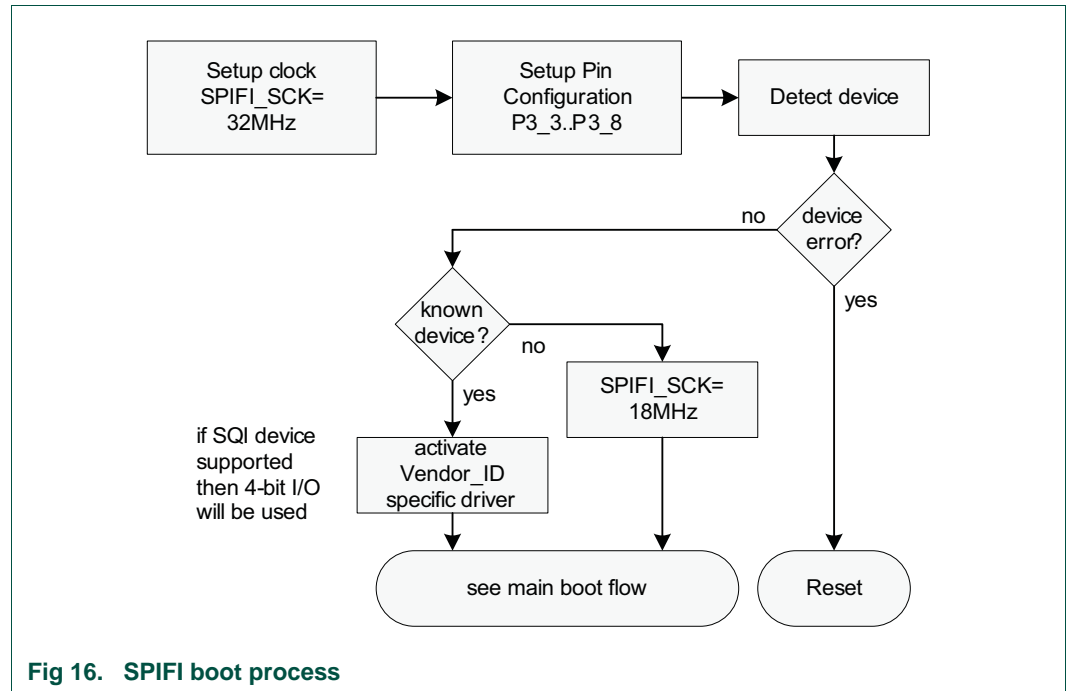 Setup clock
SPIFI_SCK=
32MHz
Setup Pin
Configuration
P3_3..P3_8
Detect device
device
error?
no
yes
known
device?
no
yes
SPIFI_SCK=
18MHz
if SQI device
supported
then 4-bit I/O
will be used
activate
Vendor_ID
specific driver
see main boot flow
Reset
Fig 16. SPIFI boot process